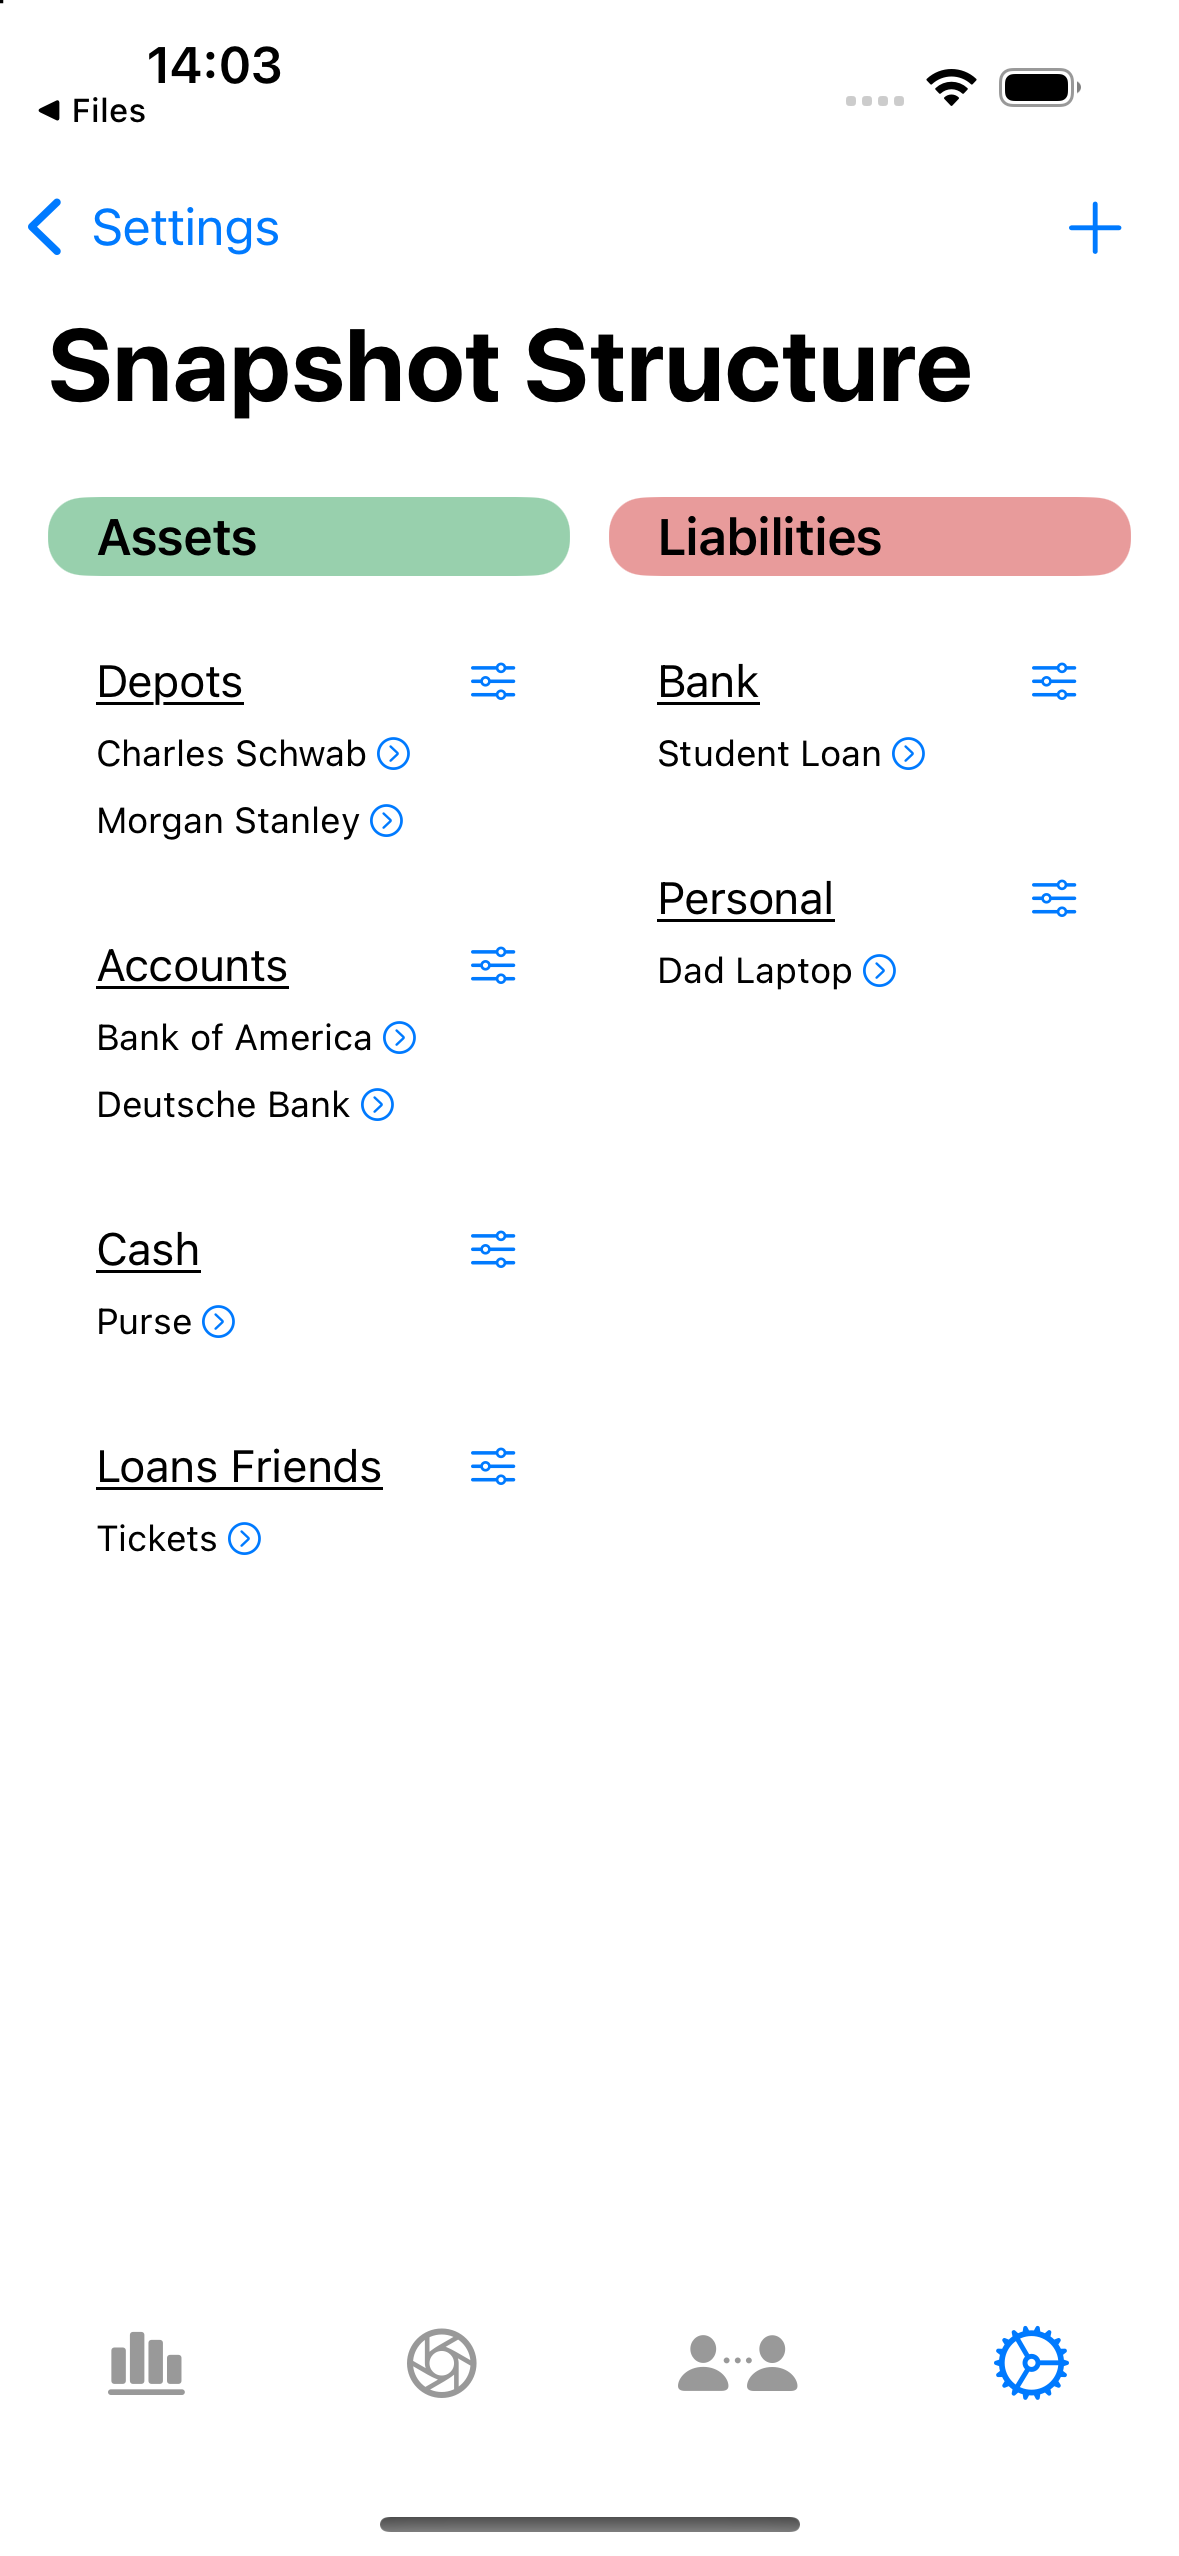 14:03
Files
Settings
Snapshot Structure
Assets
Depots
Charles Schwab
Morgan Stanley
Accounts
Bank of America
Deutsche Bank
Cash
Purse
Loans Friends
Tickets
Liabilities
Bank
Student Loan
Personal
Dad Laptop